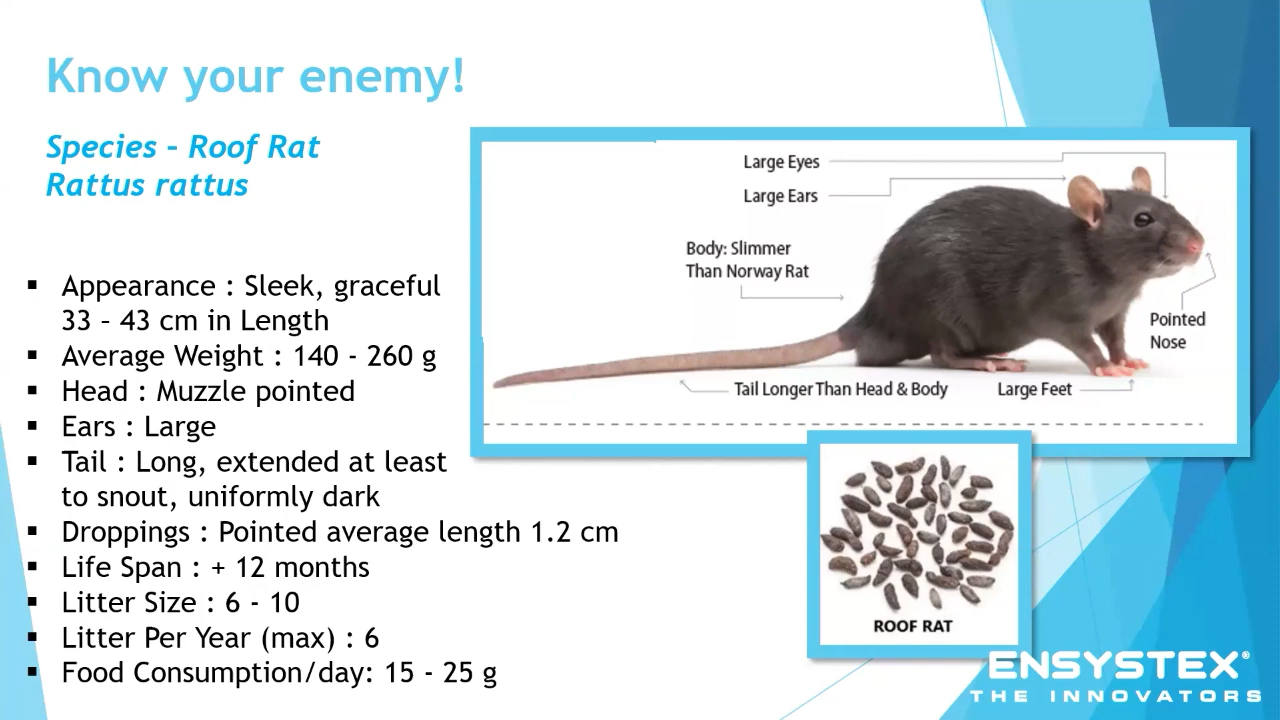 Know your enemy!
Species – Roof Rat
Rattus rattus
▪ Appearance : Sleek, graceful
33 – 43 cm in Length
▪ Average Weight : 140 - 260 g
▪ Head : Muzzle pointed
▪ Ears : Large
▪ Tail : Long, extended at least
to snout, uniformly dark
▪ Droppings : Pointed average length 1.2 cm
▪ Life Span : + 12 months
▪ Litter Size : 6 - 10
▪ Litter Per Year (max) : 6
▪ Food Consumption/day: 15 - 25 g
Large Eyes
Large Ears
Body: Slimmer
Than Norway Rat
Pointed
Nose
Tail Longer Than Head & Body
Large Feet
ROOF RAT
ENSYSTEX®
THE INNOVATORS